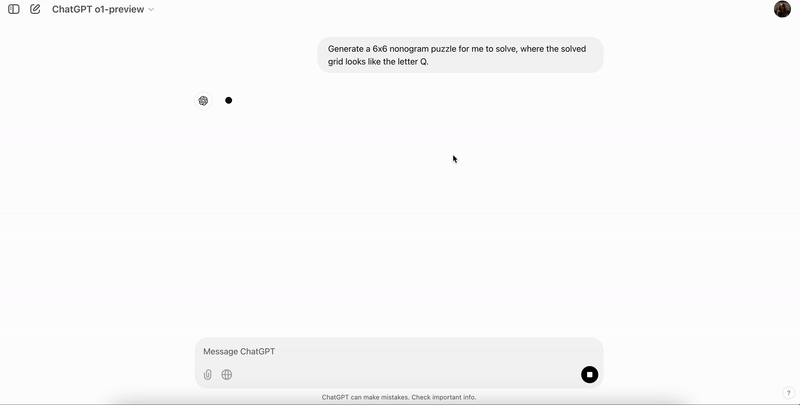 ChatGPT o1-preview
Generate a 6x6 nonogram puzzle for me to solve, where the solved
grid looks like the letter Q.
Message ChatGPT
ChatGPT can make mistakes. Check important info.
?